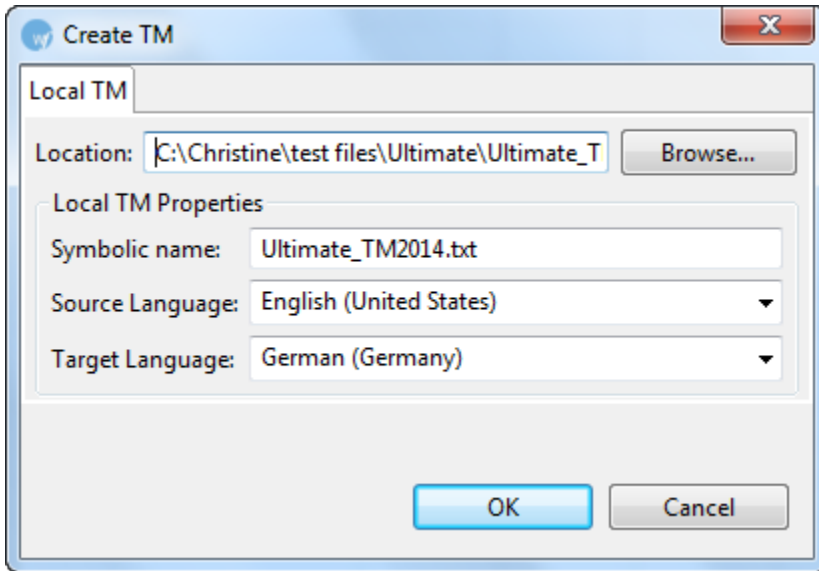 Create TM
Local TM
Location: C:\Christine\test files\Ultimate\Ultimate_T Browse...
Local TM Properties
Symbolic name: Ultimate_TM2014.txt
Source Language: English (United States)
Target Language: German (Germany)
OK Cancel